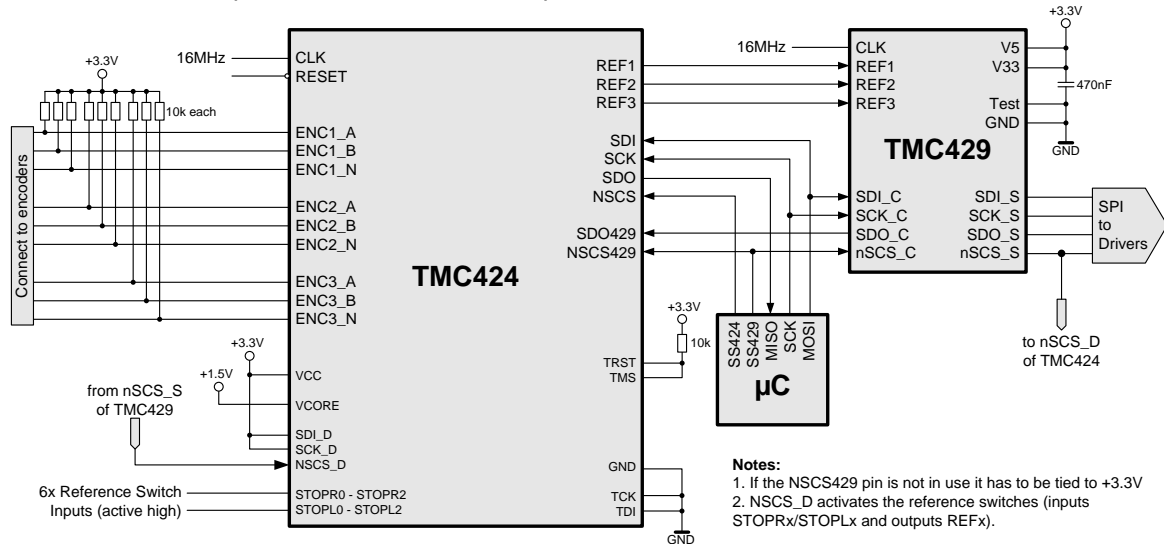 16MHz
+3.3V
10k each
Connect to encoders
CLK
RESET
ENC1_A
ENC1_B
ENC1_N
ENC2_A
ENC2_B
ENC2_N
ENC3_A
ENC3_B
ENC3_N
+3.3V
+1.5V
VCC
VCORE
SDI_D
SCK_D
NSCS_D
from nSCS_S
of TMC429
6x Reference Switch
Inputs (active high)
STOPR0 - STOPR2
STOPL0 - STOPL2
TMC424
REF1
REF2
REF3
SDI
SCK
SDO
NSCS
SDO429
NSCS429
+3.3V
10k
TRST
TMS
GND
TCK
TDI
GND
16MHz
CLK
REF1
REF2
REF3
TMC429
SDI_C
SCK_C
SDO_C
nSCS_C
V5
V33
Test
GND
+3.3V
470nF
GND
SDI_S
SCK_S
SDO_S
nSCS_S
SPI
to
Drivers
to nSCS_D
of TMC424
SS424
SS429
MISO
SCK
MOSI
µC
Notes:
1. If the NSCS429 pin is not in use it has to be tied to +3.3V
2. NSCS_D activates the reference switches (inputs
STOPRx/STOPLx and outputs REFx).